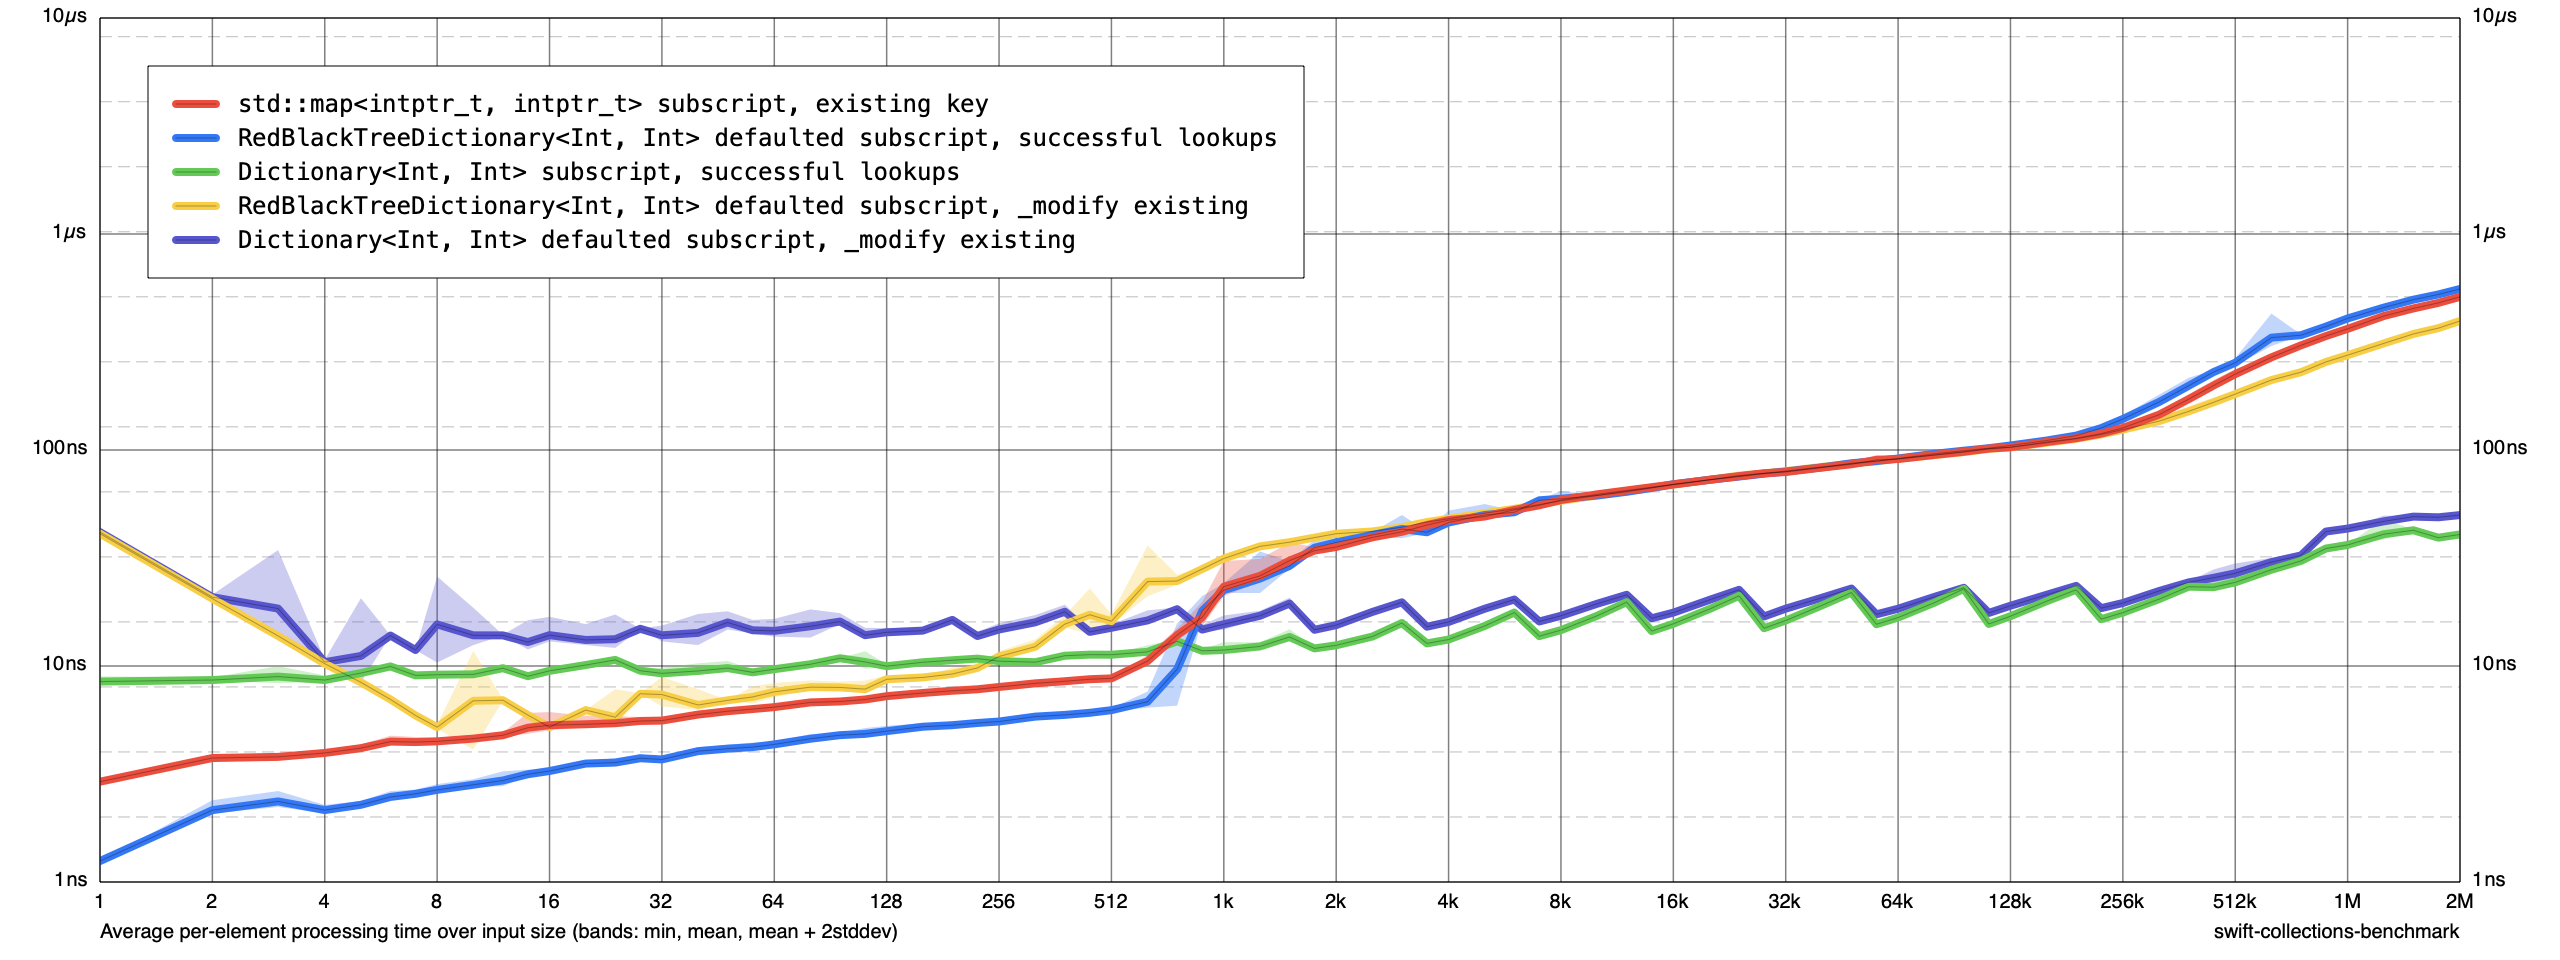 10µs 10µs
std::map<intptr_t, intptr_t> subscript, existing key
RedBlackTreeDictionary<Int, Int> defaulted subscript, successful lookups
Dictionary<Int, Int> subscript, successful lookups
RedBlackTreeDictionary<Int, Int> defaulted subscript, _modify existing
1µs 1µs
Dictionary<Int, Int> defaulted subscript, _modify existing
100ns 100ns
10ns 10ns
1ns 1ns
1 2 4 8 16 32 64 128 256 512 1k 2k 4k 8k 16k 32k 64k 128k 256k 512k 1M 2M
Average per-element processing time over input size (bands: min, mean, mean + 2stddev) swift-collections-benchmark